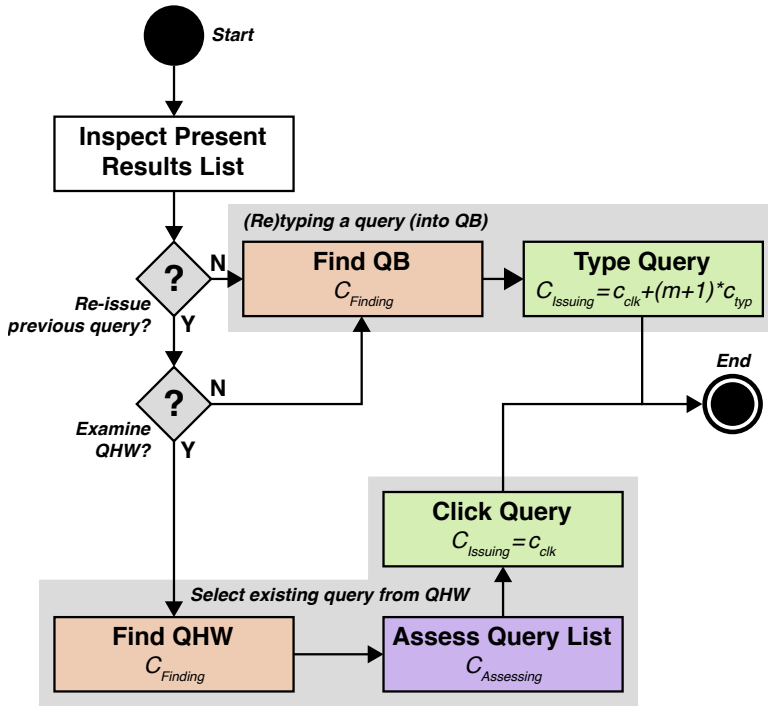 Start
Inspect Present
Results List
(Re)typing a query (into QB)
?
N
Find QB
C_Finding
Type Query
C_Issuing=c_clk+(m+1)*c_typ
Re-issue
previous query?
Y
End
?
N
Examine
QHW?
Y
Click Query
C_Issuing=c_clk
Select existing query from QHW
Find QHW
C_Finding
Assess Query List
C_Assessing